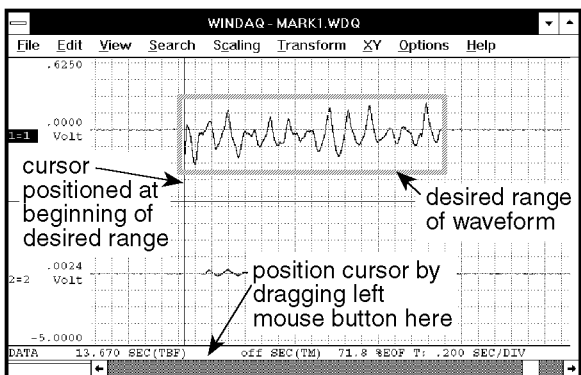 WINDAQ - MARK1.WDQ
File Edit View Search Scaling Transform XY Options Help
.6250
.0000
1=1 Volt
cursor
positioned at
beginning of
desired range
desired range
of waveform
.0024
2=2 Volt
position cursor by
dragging left
mouse button here
-5.0000
DATA 13.670 SEC(TBF) off SEC(TM) 71.8 %EOF T: .200 SEC/DIV